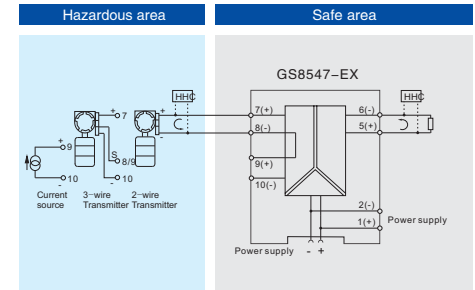 Hazardous area
Safe area
GS8547-EX
HHC
HHC
7(+)
8(-)
9(+)
10(-)
6(-)
5(+)
2(-)
1(+)
Power supply
Power supply
- +
+
7
S
8/9
-
10
+
-
+
9
-
10
Current
source
3-wire
Transmitter
2-wire
Transmitter